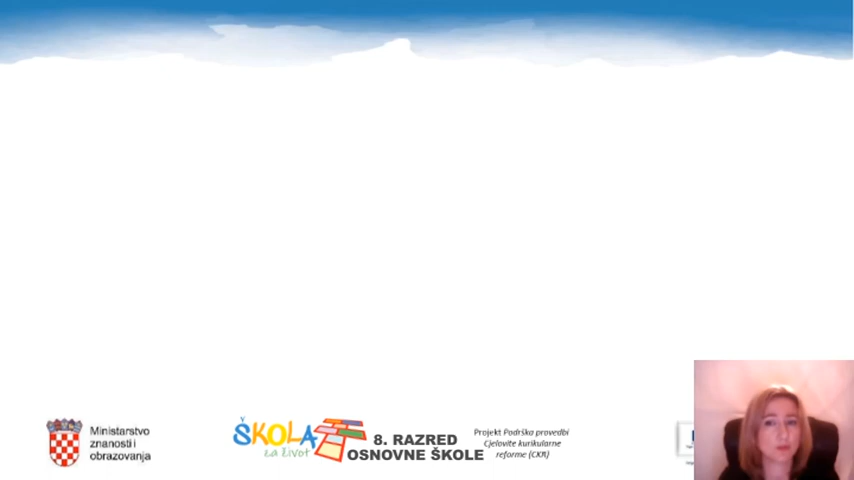 Ministarstvo
znanosti i
obrazovanja
ŠKOLA
za život
8. RAZRED
OSNOVNE ŠKOLE
Projekt Podrška provedbi
Cjelovite kurikularne
reforme (CKR)